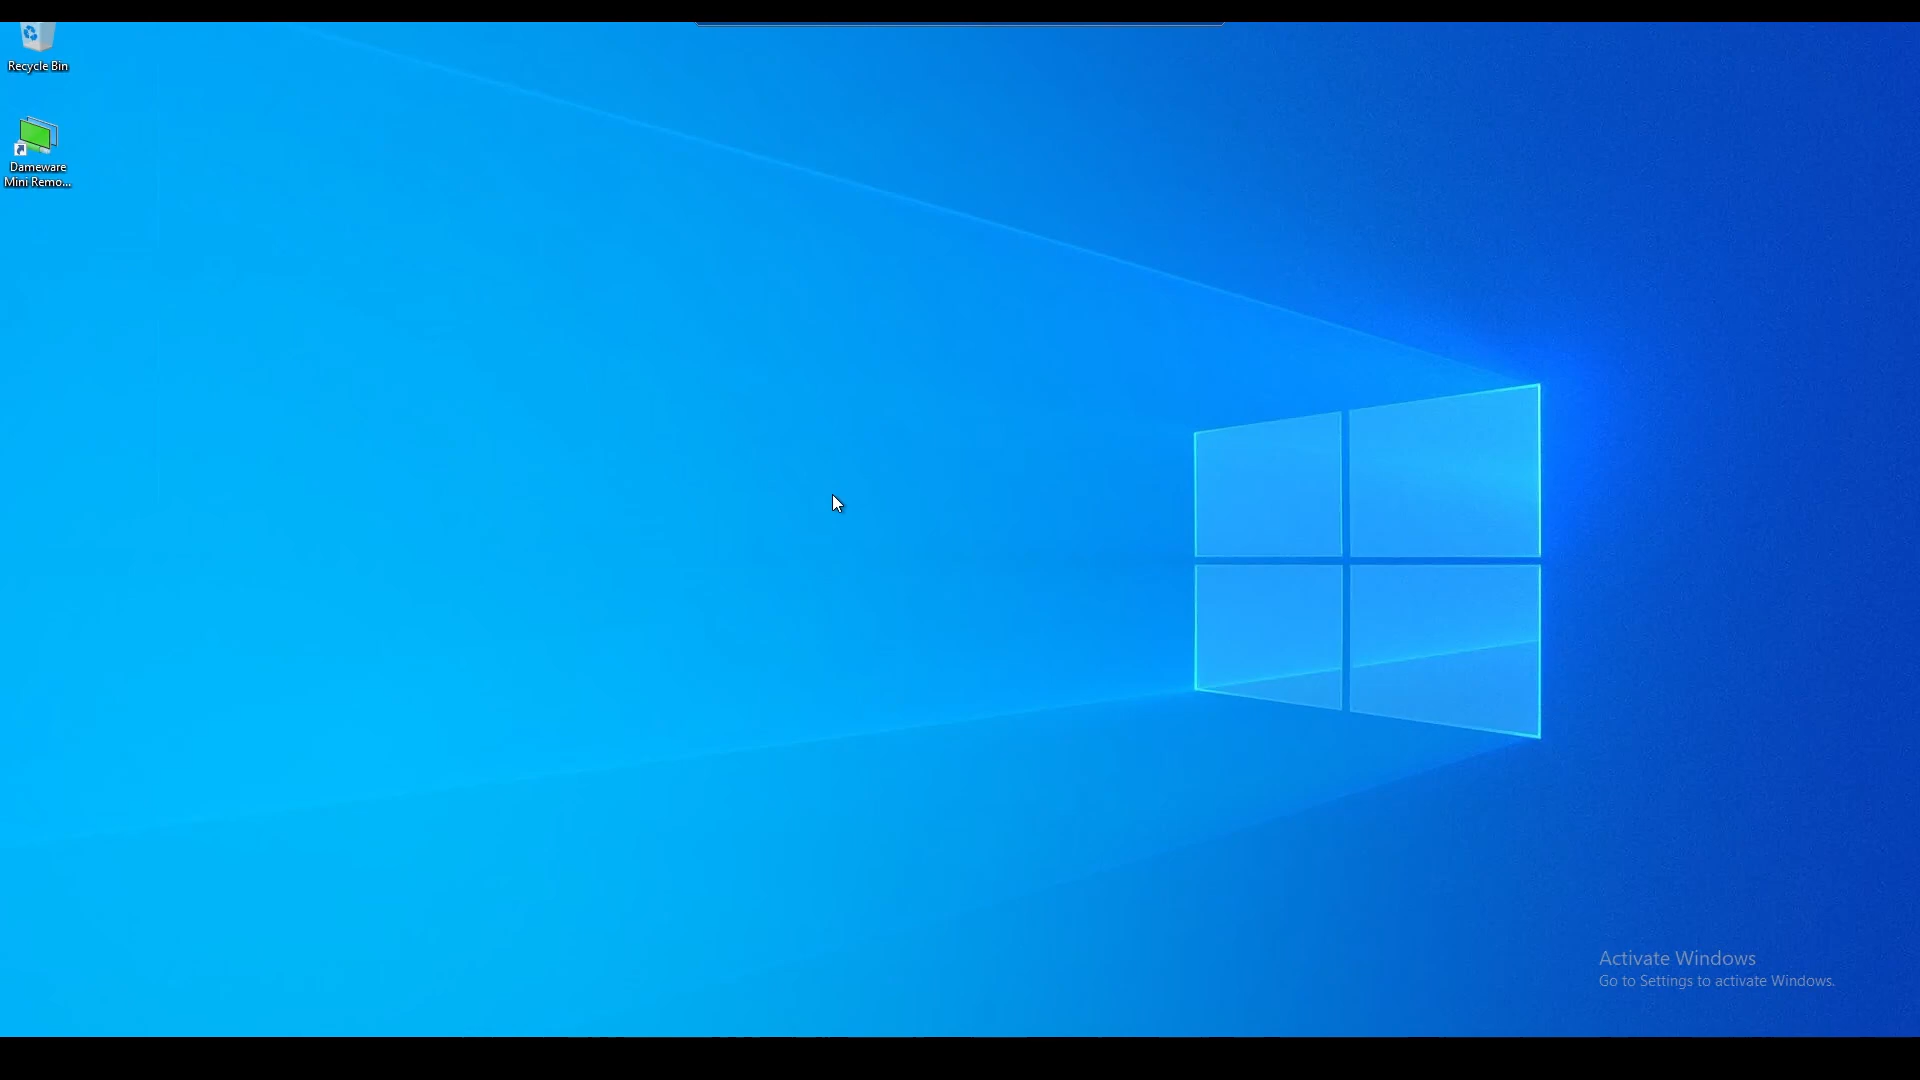 Recycle Bin
Dameware
Mini Remo...
Activate Windows
Go to Settings to activate Windows.